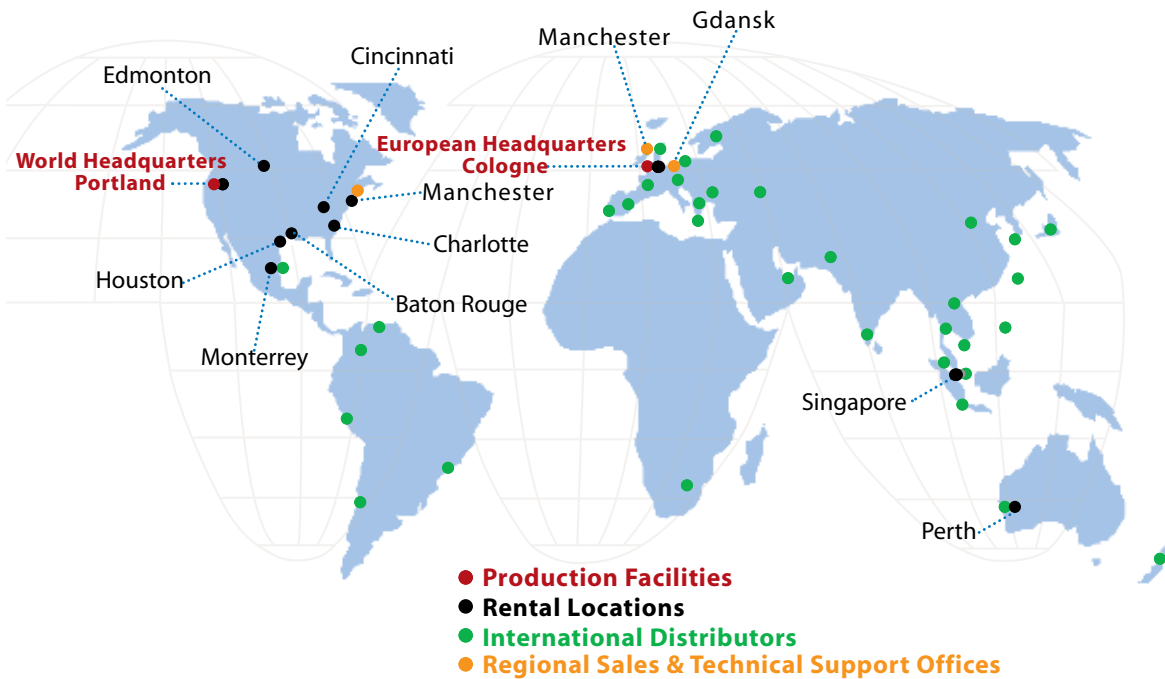 Gdansk
Manchester
Cincinnati
Edmonton
European Headquarters
Cologne
World Headquarters
Portland
Manchester
Charlotte
Houston
Baton Rouge
Monterrey
Singapore
Perth
Production Facilities
Rental Locations
International Distributors
Regional Sales & Technical Support Offices